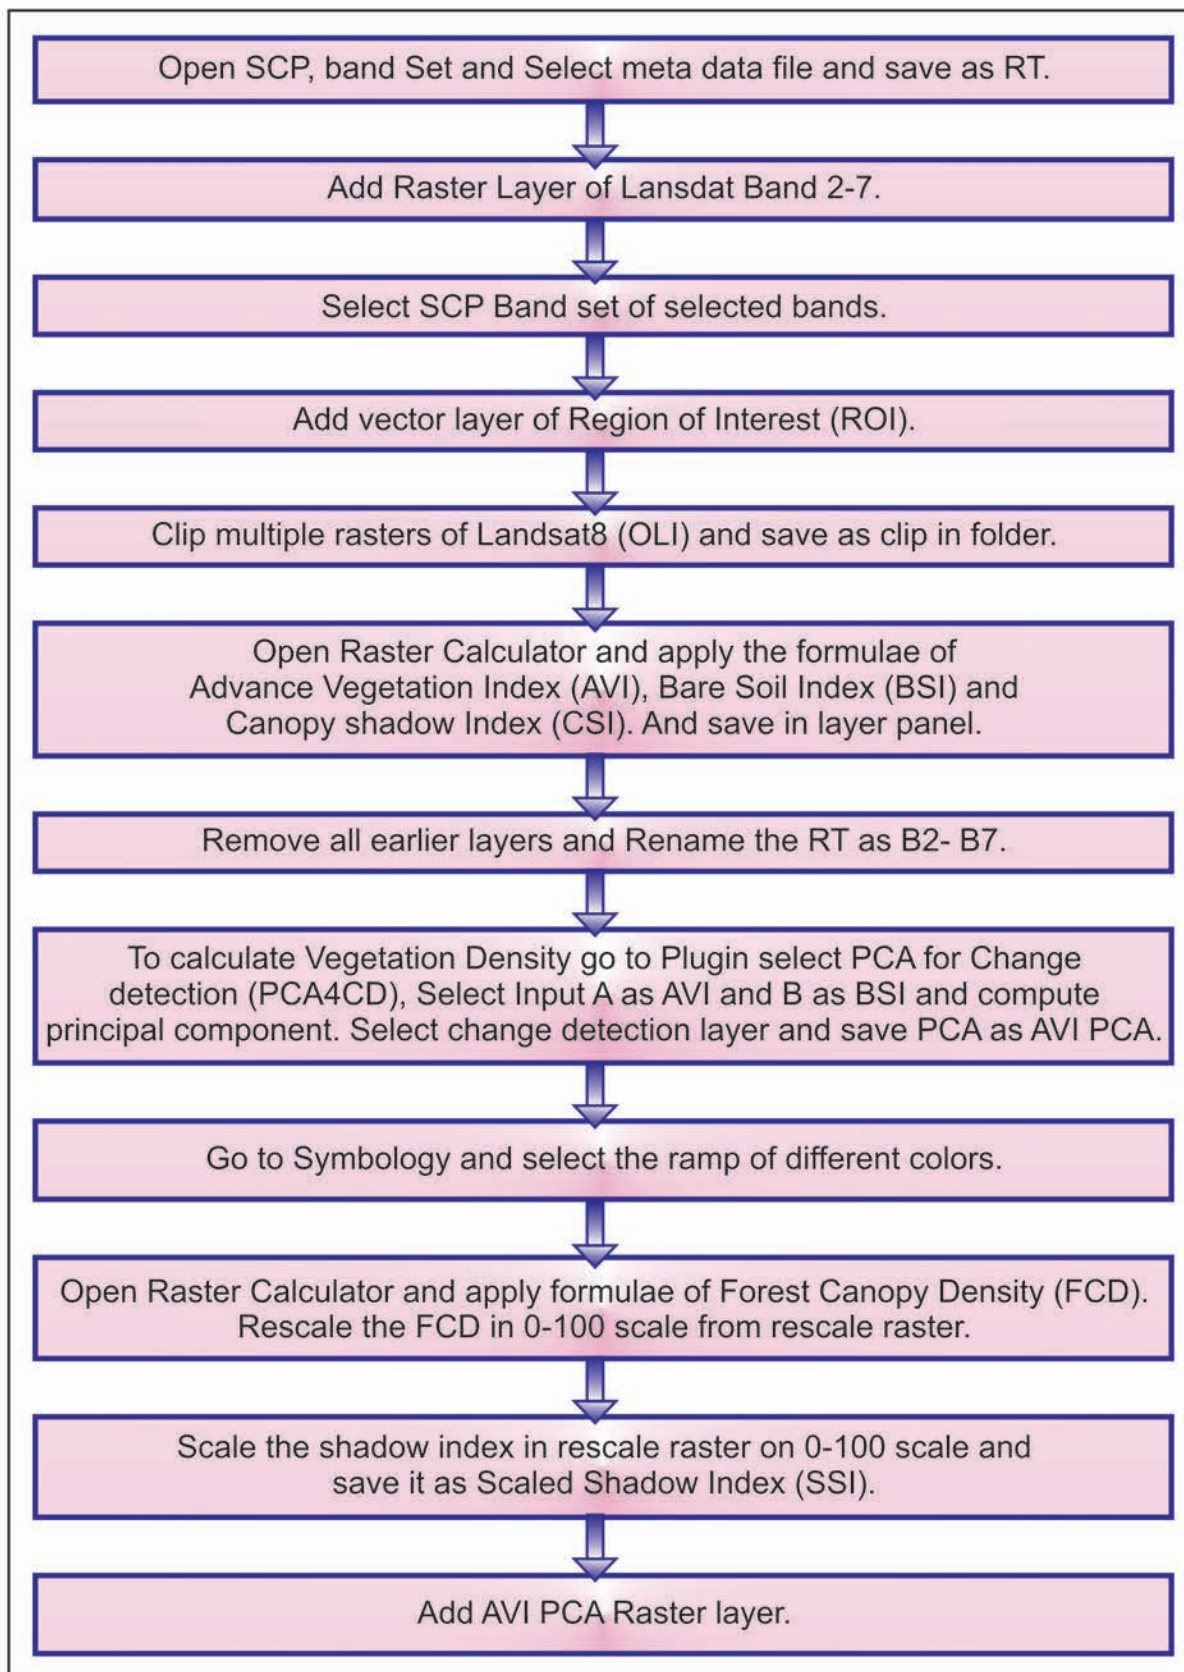 Open SCP, band Set and Select meta data file and save as RT.
Add Raster Layer of Lansdat Band 2-7.
Select SCP Band set of selected bands.
Add vector layer of Region of Interest (ROI).
Clip multiple rasters of Landsat8 (OLI) and save as clip in folder.
Open Raster Calculator and apply the formulae of
Advance Vegetation Index (AVI), Bare Soil Index (BSI) and
Canopy shadow Index (CSI). And save in layer panel.
Remove all earlier layers and Rename the RT as B2- B7.
To calculate Vegetation Density go to Plugin select PCA for Change
detection (PCA4CD), Select Input A as AVI and B as BSI and compute
principal component. Select change detection layer and save PCA as AVI PCA.
Go to Symbology and select the ramp of different colors.
Open Raster Calculator and apply formulae of Forest Canopy Density (FCD).
Rescale the FCD in 0-100 scale from rescale raster.
Scale the shadow index in rescale raster on 0-100 scale and
save it as Scaled Shadow Index (SSI).
Add AVI PCA Raster layer.